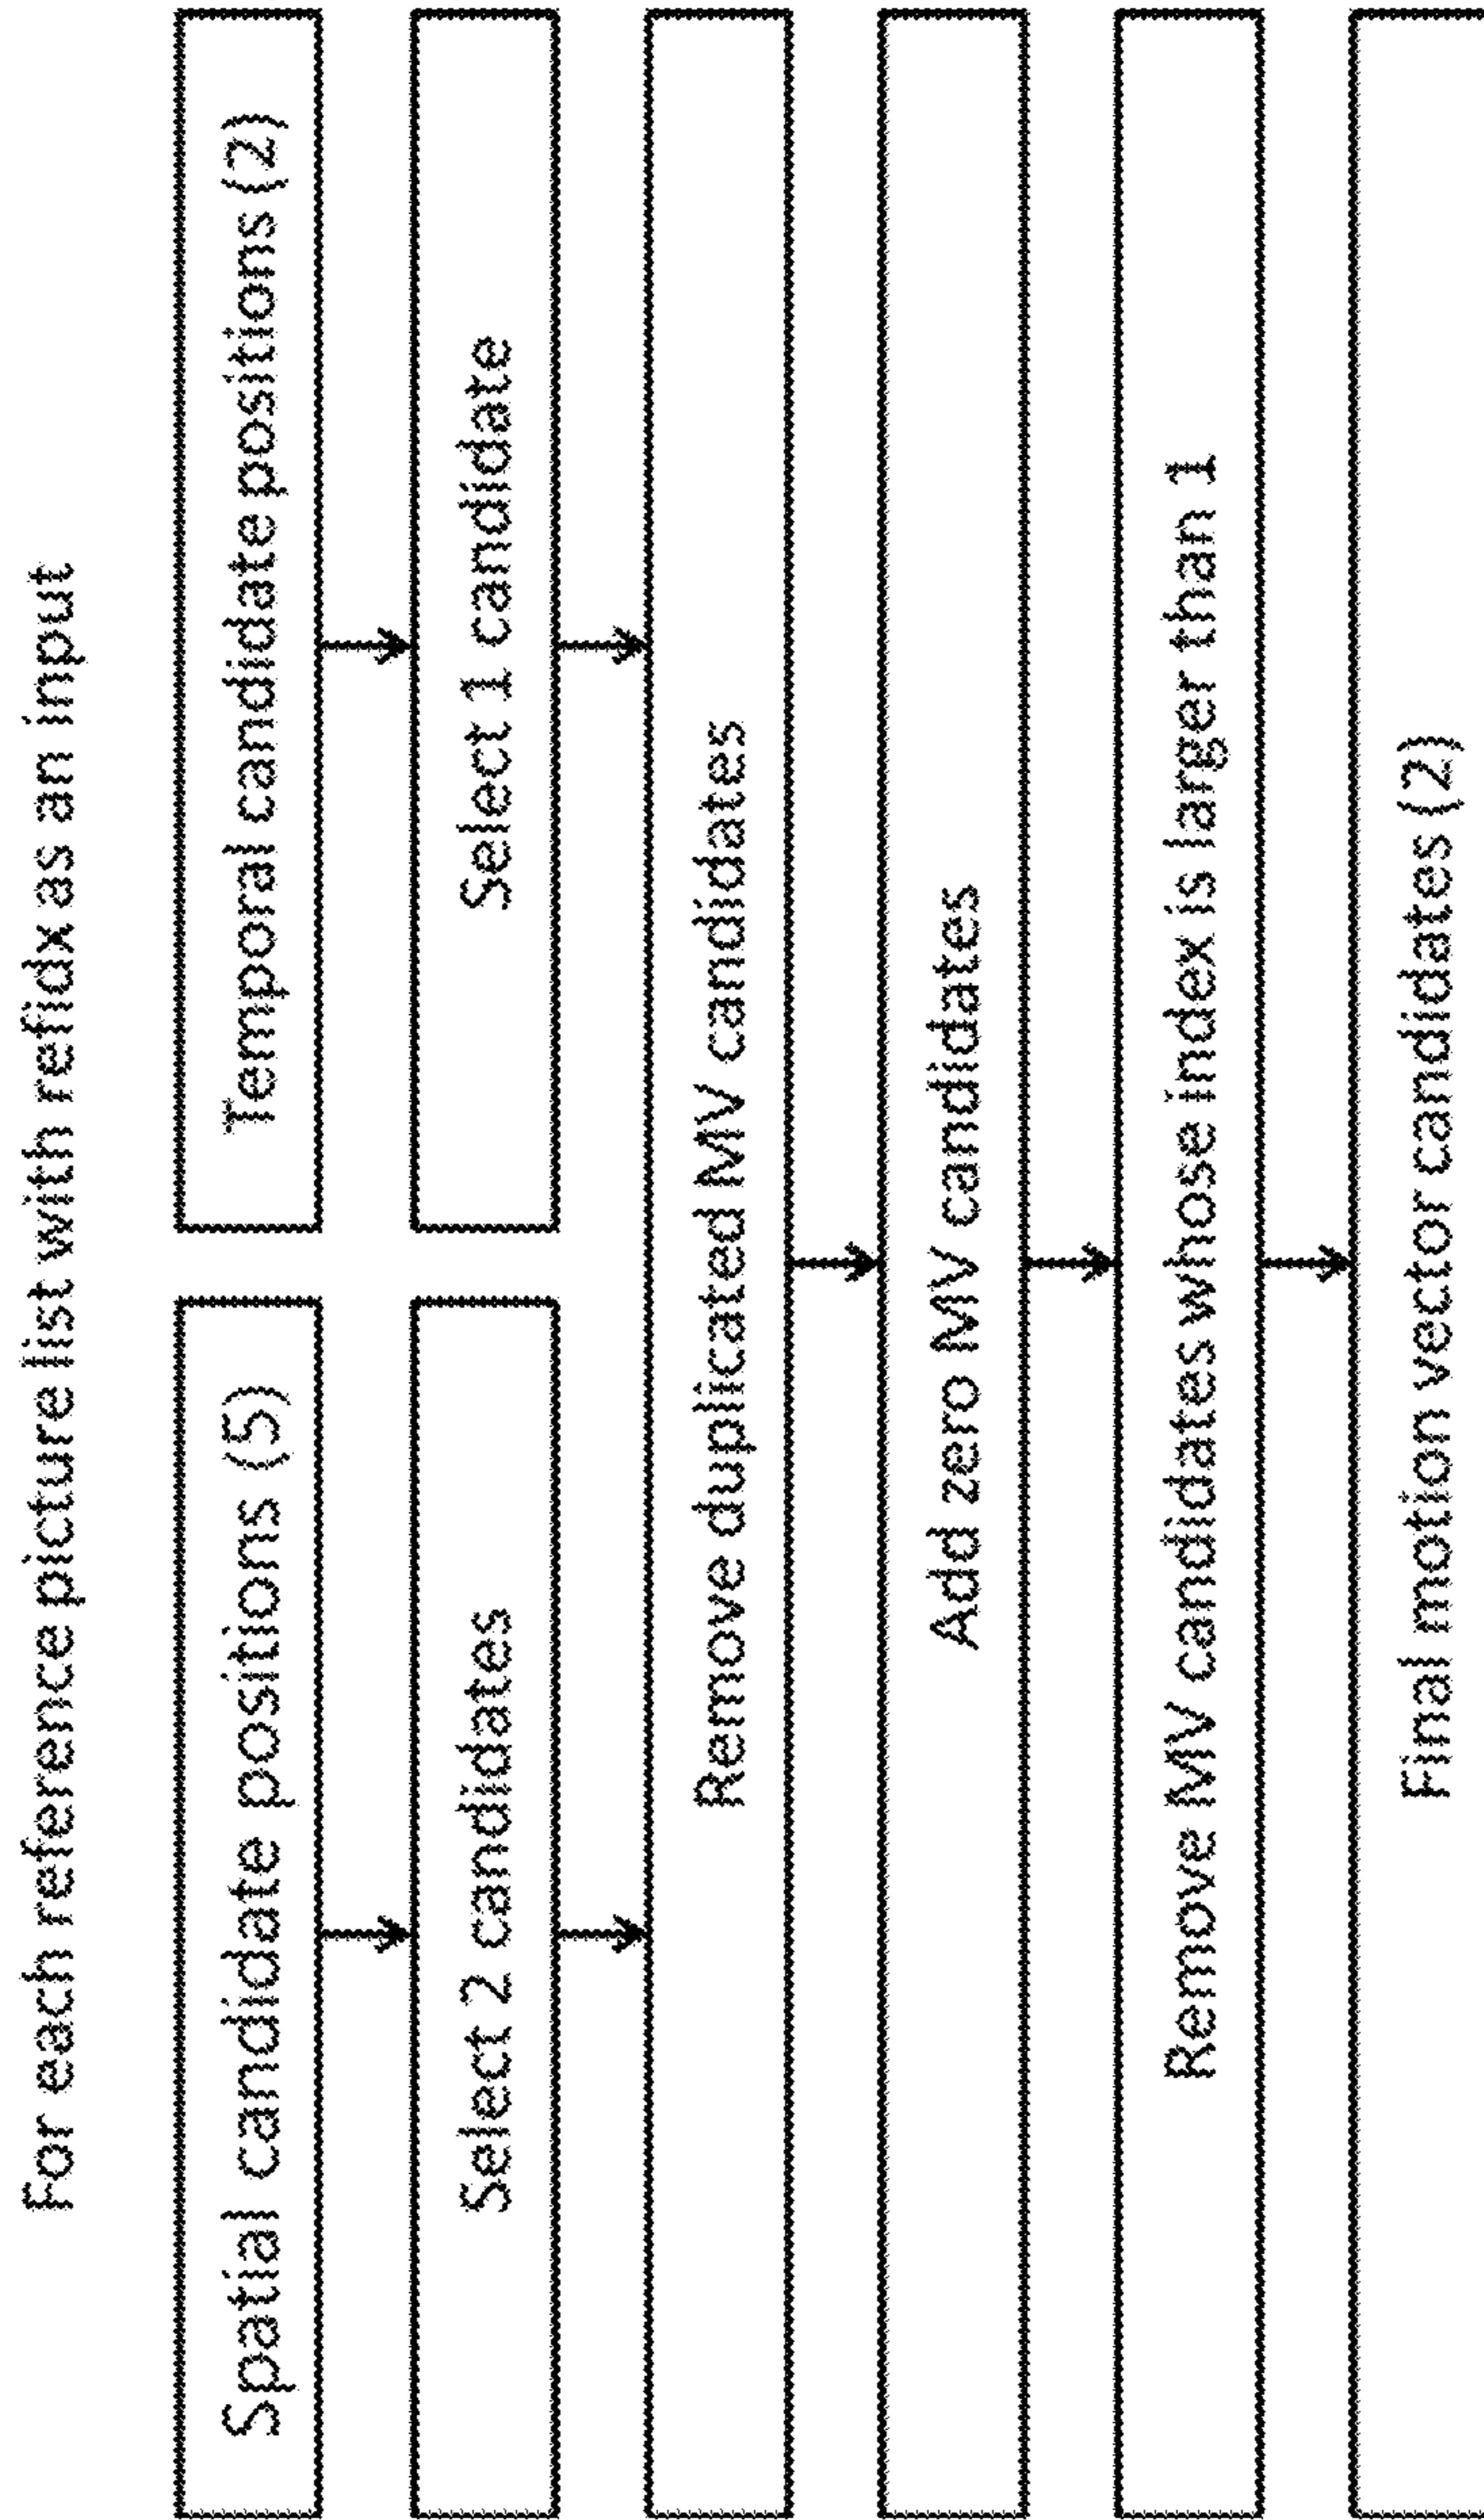 For each reference picture list with refidx as an input
Spatial candidate positions (5)
Temporal candidate positions (2)
Select 2 candidates
Select 1 candidate
Remove duplicated MV candidates
Add zero MV candidates
Remove MV candidates whose index is larger than 1
Final motion vector candidates (2)